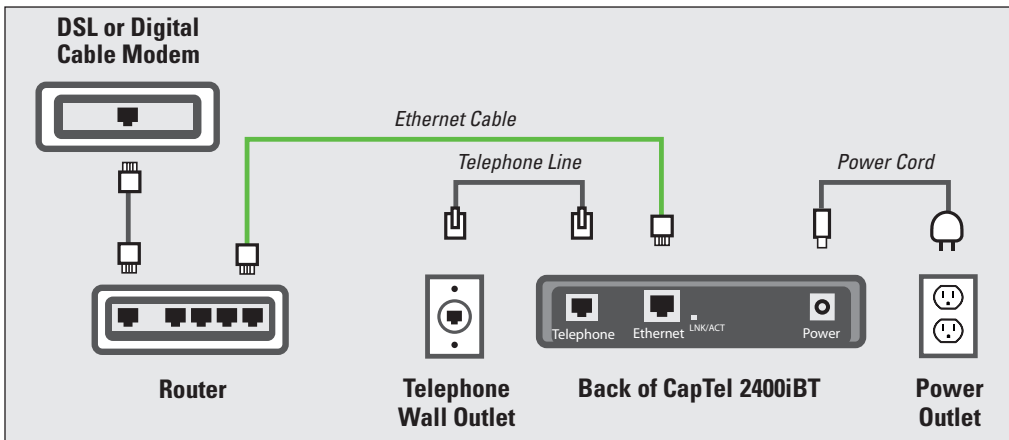 DSL or Digital
Cable Modem
Ethernet Cable
Telephone Line
Power Cord
Telephone
Ethernet
LNK/ACT
Power
Router
Telephone
Wall Outlet
Back of CapTel 2400iBT
Power
Outlet